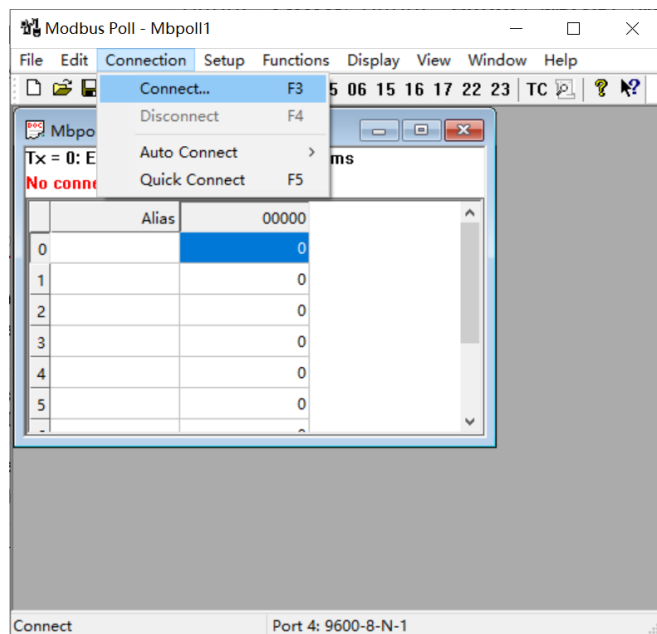 Modbus Poll - Mbpoll1
File Edit Connection Setup Functions Display View Window Help
Connect... F3
5 06 15 16 17 22 23 TC
Disconnect F4
Auto Connect
Quick Connect F5
Mbpo
Tx = 0: E
ms
No conne
Alias 00000
0 0
1 0
2 0
3 0
4 0
5 0
Connect Port 4: 9600-8-N-1